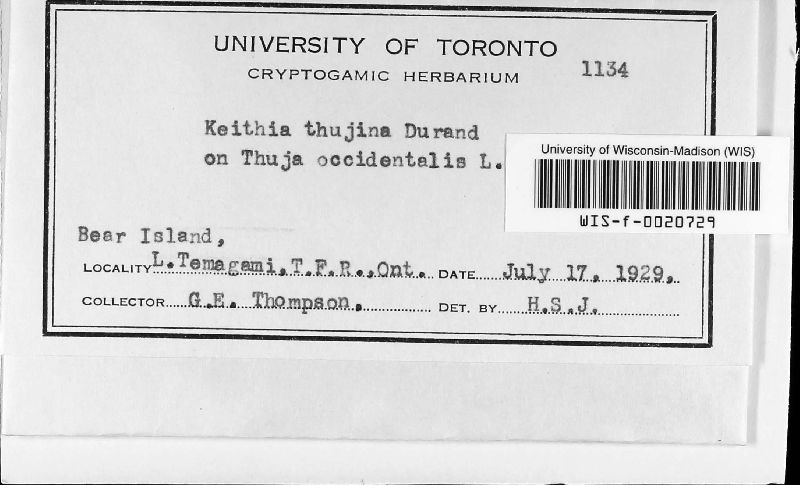 UNIVERSITY OF TORONTO
CRYPTOGAMIC HERBARIUM 1134
Keithia thujina Durand
on Thuja occidentalis L.
University of Wisconsin-Madison (WIS)
WIS-f-0020729
Bear Island,
LOCALITY L. Temagami, T.F.R., Ont. DATE July 17, 1929,
COLLECTOR G.E. Thompson, DET. BY H.S.J.